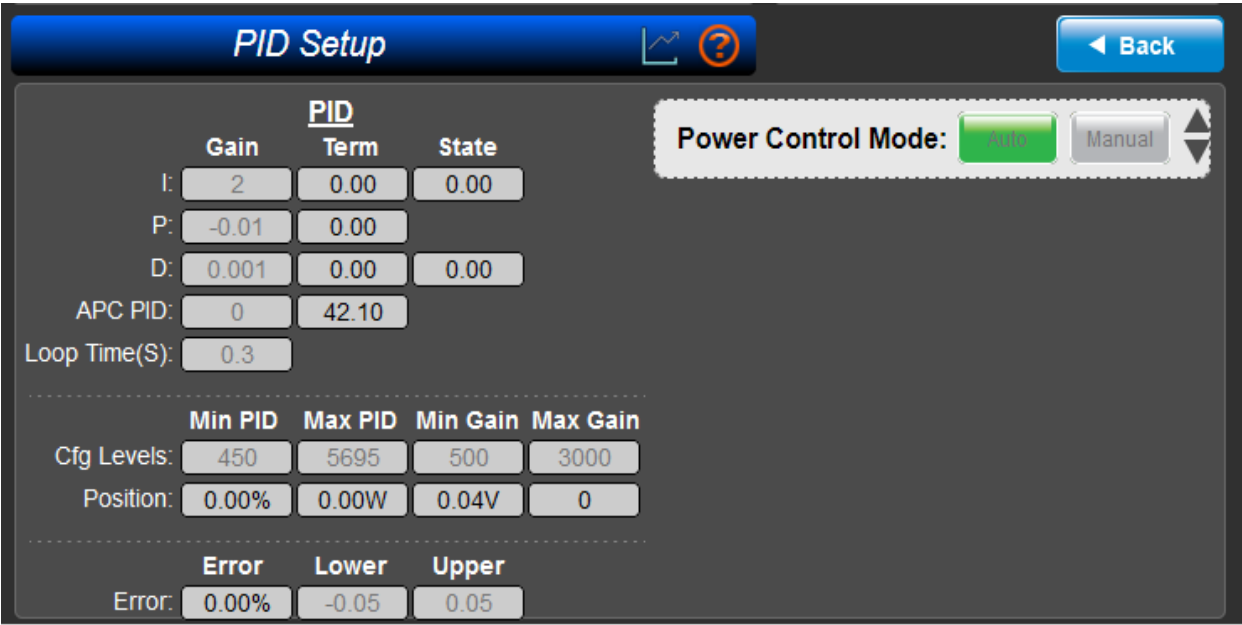 PID Setup ? Back
PID
Power Control Mode: Auto Manual
Gain Term State
I: 2 0.00 0.00
P: -0.01 0.00
D: 0.001 0.00 0.00
APC PID: 0 42.10
Loop Time(S): 0.3
Min PID Max PID Min Gain Max Gain
Cfg Levels: 450 5695 500 3000
Position: 0.00% 0.00W 0.04V 0
Error Lower Upper
Error: 0.00% -0.05 0.05